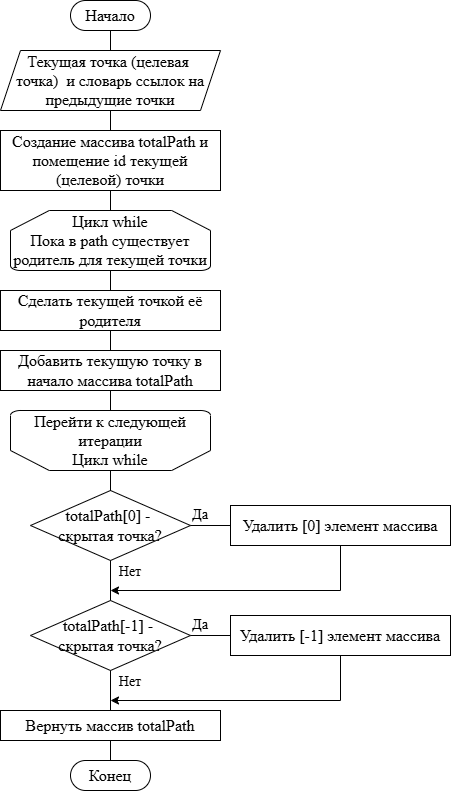 Начало
Текущая точка (целевая
точка) и словарь ссылок на
предыдущие точки
Создание массива totalPath и
помещение id текущей
(целевой) точки
Цикл while
Пока в path существует
родитель для текущей точки
Сделать текущей точкой её
родителя
Добавить текущую точку в
начало массива totalPath
Перейти к следующей
итерации
Цикл while
totalPath[0] -
скрытая точка?
Да
Удалить [0] элемент массива
Нет
totalPath[-1] -
скрытая точка?
Да
Удалить [-1] элемент массива
Нет
Вернуть массив totalPath
Конец